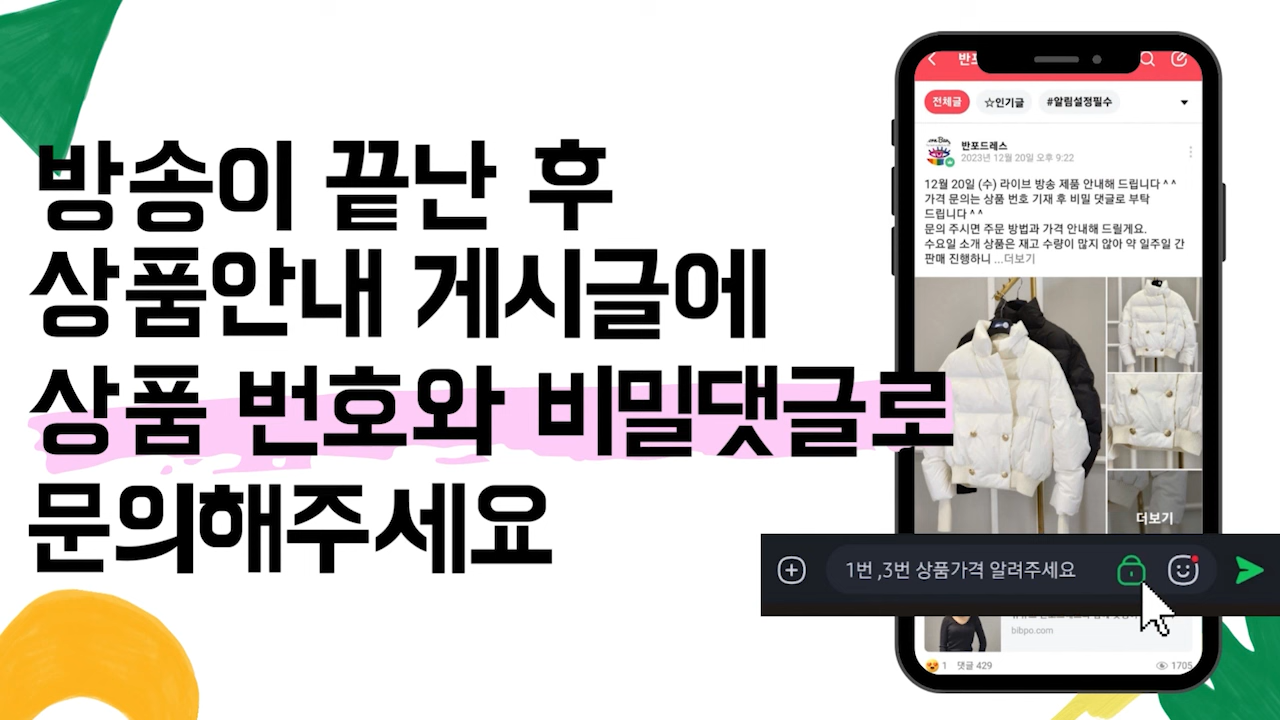 방송이 끝난 후
상품안내 게시글에
상품 번호와 비밀댓글로
문의해주세요
전체글
☆인기글
#알림설정필수
반포드레스
2023년 12월 20일 오후 9:22
12월 20일 (수) 라이브 방송 제품 안내해 드립니다 ^ ^
가격 문의는 상품 번호 기재 후 비밀 댓글로 부탁
드립니다 ^ ^
문의 주시면 주문 방법과 가격 안내해 드릴게요.
수요일 소개 상품은 재고 수량이 많지 않아 약 일주일 간
판매 진행하니 ...더보기
더보기
1번 ,3번 상품가격 알려주세요
bibpo.com
1 댓글 429
1705